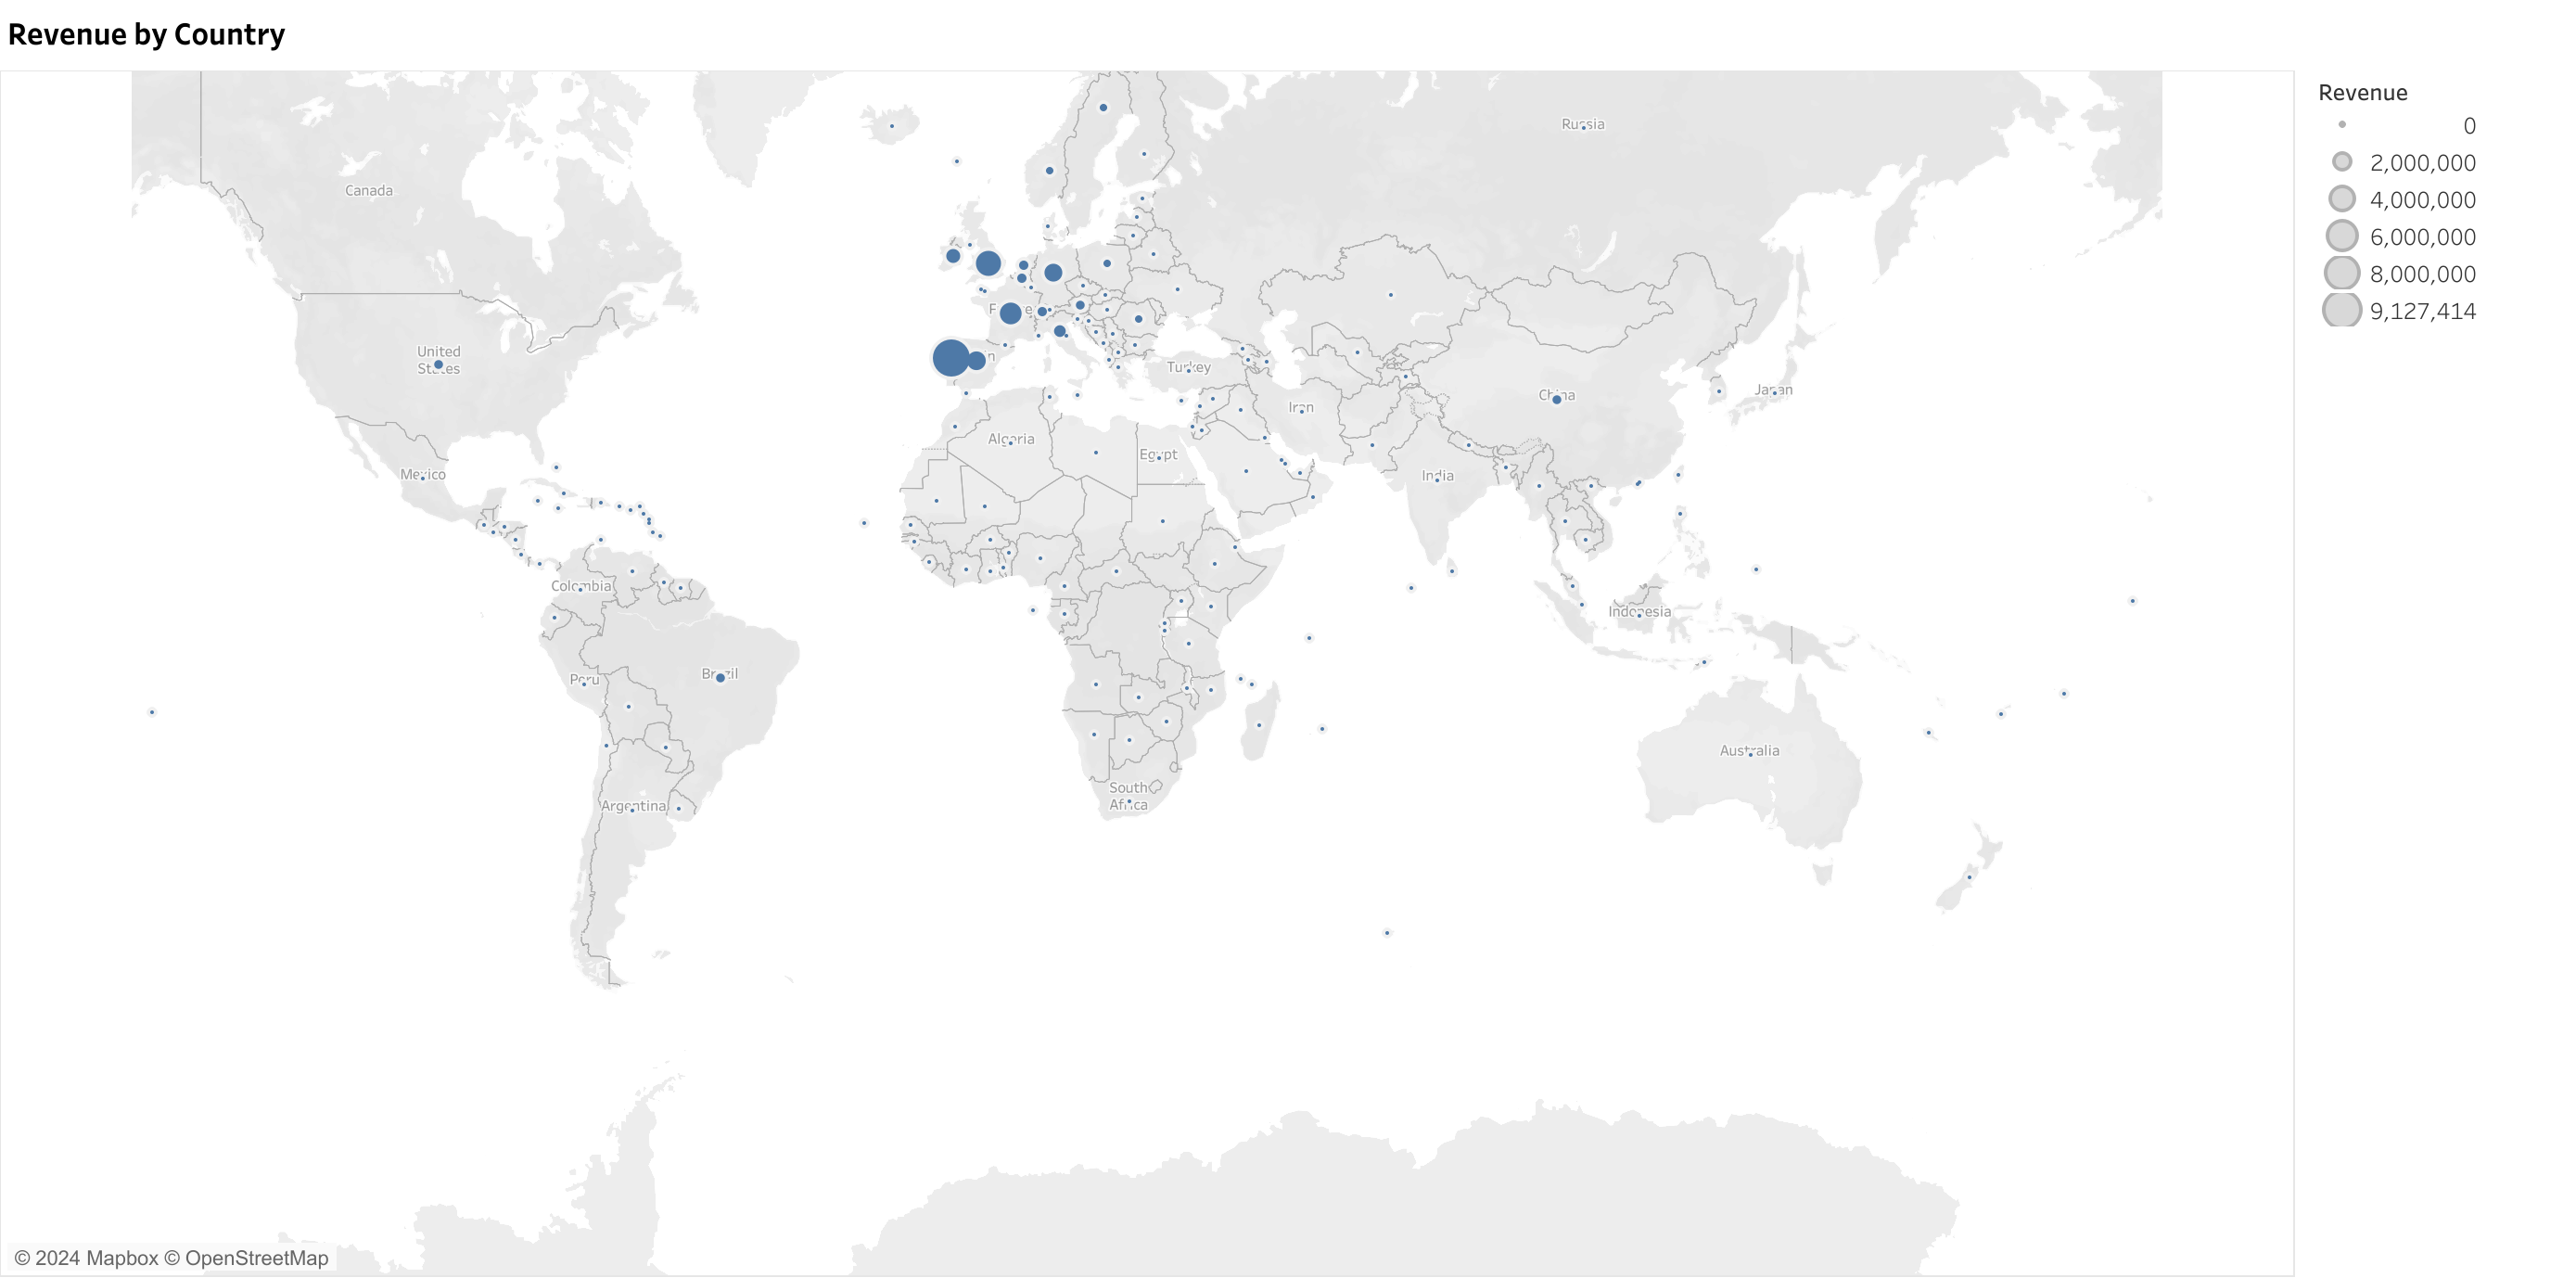 Revenue by Country
Revenue
0
2,000,000
4,000,000
6,000,000
8,000,000
9,127,414
Russia
Canada
United
States
Turkey
Iran
China
Japan
Algeria
Egypt
Mexico
India
Colombia
Indonesia
Brazil
Peru
Australia
South
Africa
Argentina
© 2024 Mapbox © OpenStreetMap